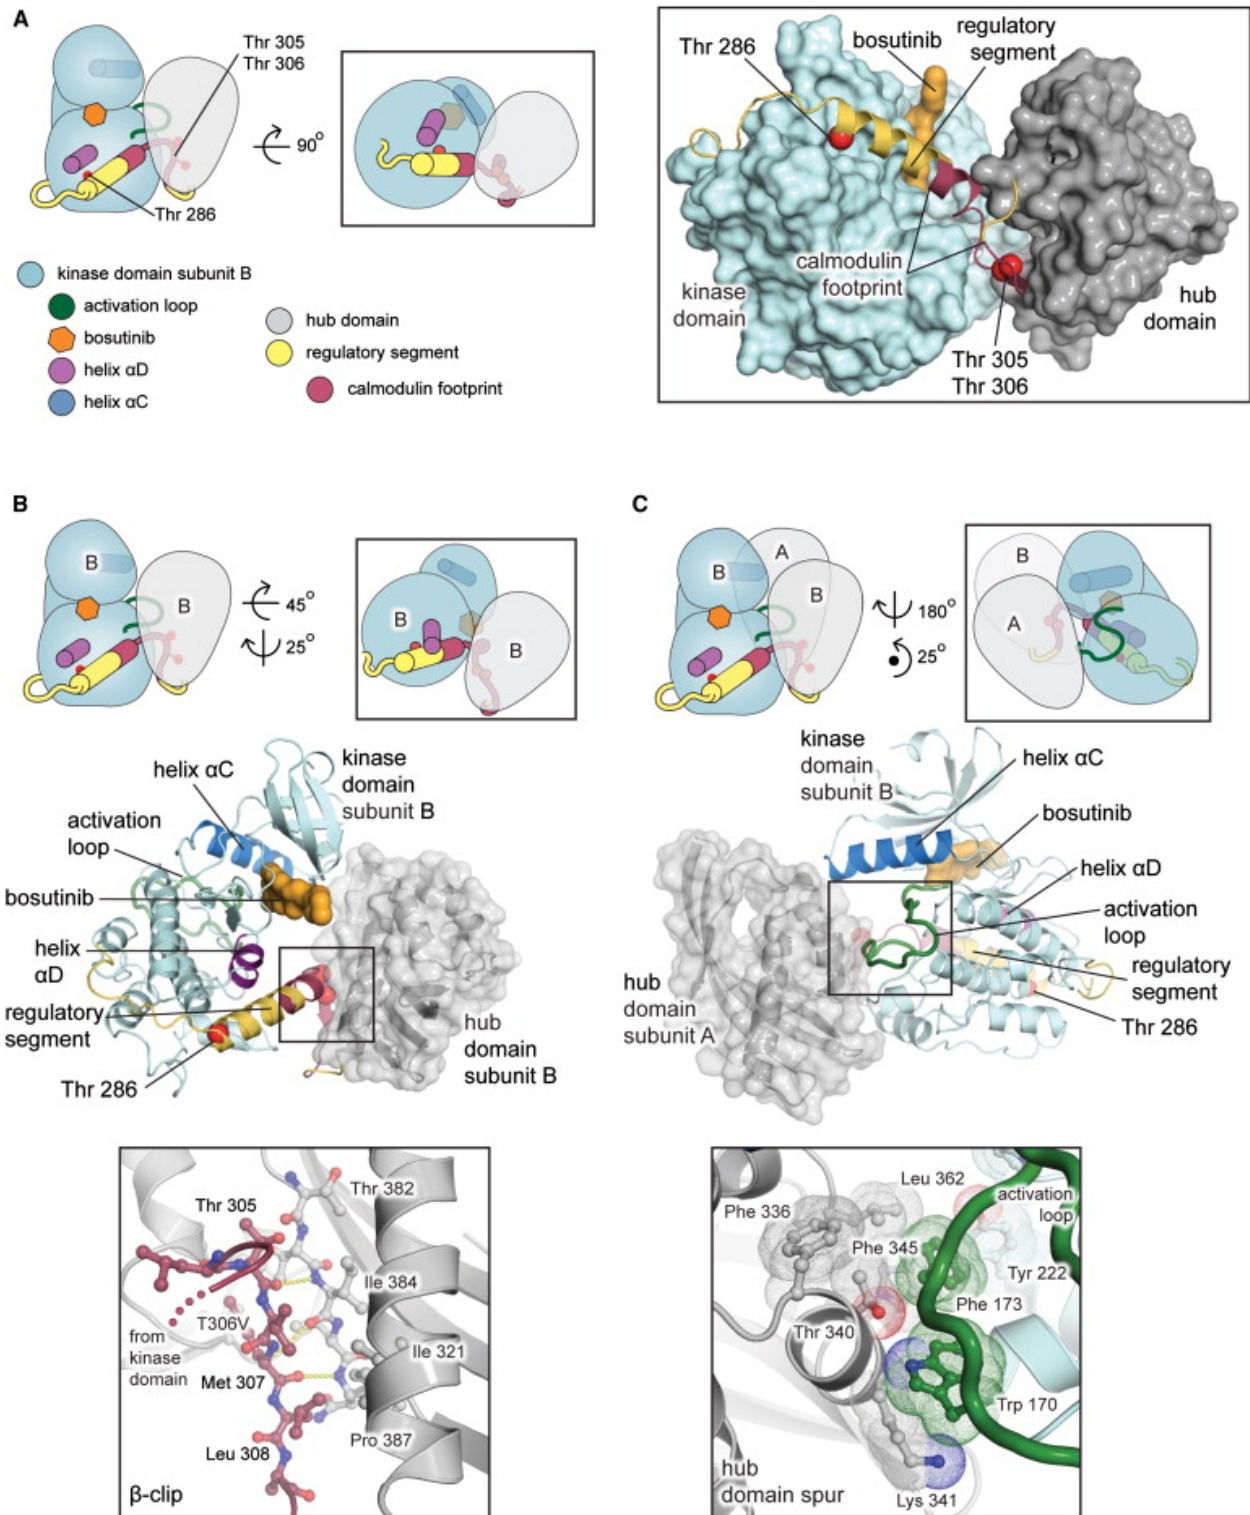 A
Thr 305
Thr 306
90°
Thr 286
kinase domain subunit B
activation loop
bosutinib
helix αD
helix αC
hub domain
regulatory segment
calmodulin footprint
Thr 286
bosutinib
regulatory
segment
calmodulin
footprint
kinase
domain
hub
domain
Thr 305
Thr 306
B
B
B
45°
25°
B
B
helix αC
kinase
domain
subunit B
activation
loop
bosutinib
helix
αD
regulatory
segment
Thr 286
hub
domain
subunit B
Thr 305
Thr 382
Ile 384
T306V
from
kinase
domain
Ile 321
Met 307
Pro 387
Leu 308
β-clip
C
B
A
B
180°
25°
B
A
kinase
domain
subunit B
helix αC
bosutinib
helix αD
activation
loop
regulatory
segment
Thr 286
hub
domain
subunit A
Leu 362
activation
loop
Phe 336
Phe 345
Tyr 222
Phe 173
Thr 340
Trp 170
hub
domain spur
Lys 341